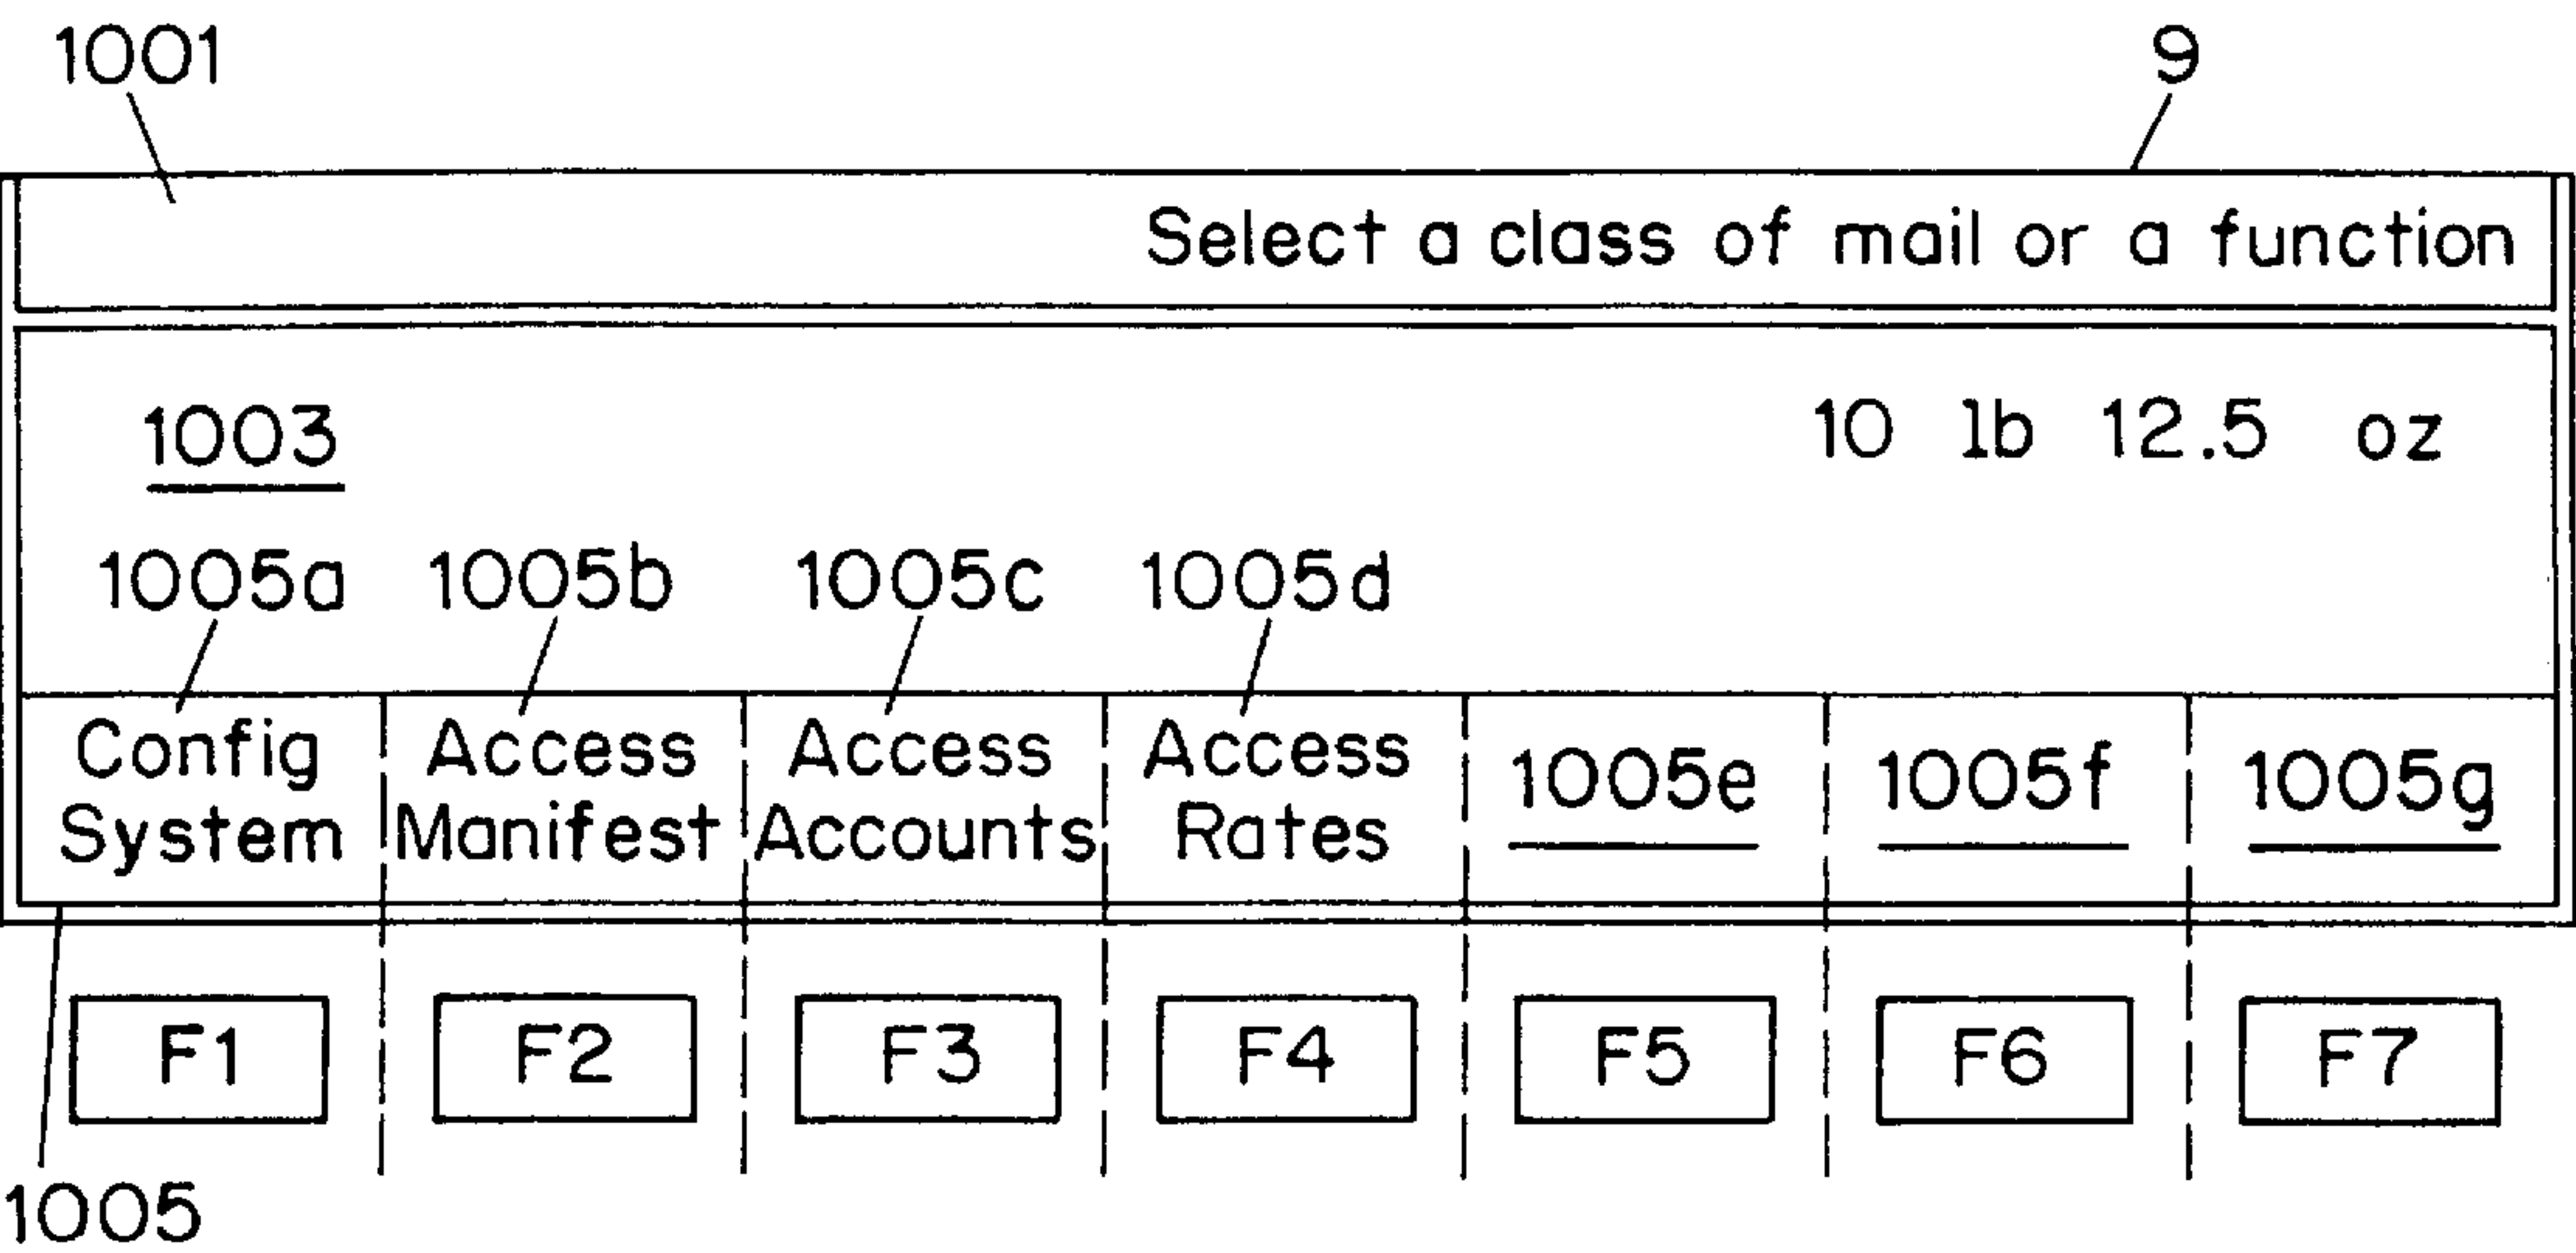 1001 9
Select a class of mail or a function
1003 10 lb 12.5 oz
1005a 1005b 1005c 1005d
Config Access Access Access 1005e 1005f 1005g
System Manifest Accounts Rates
F1 F2 F3 F4 F5 F6 F7
1005